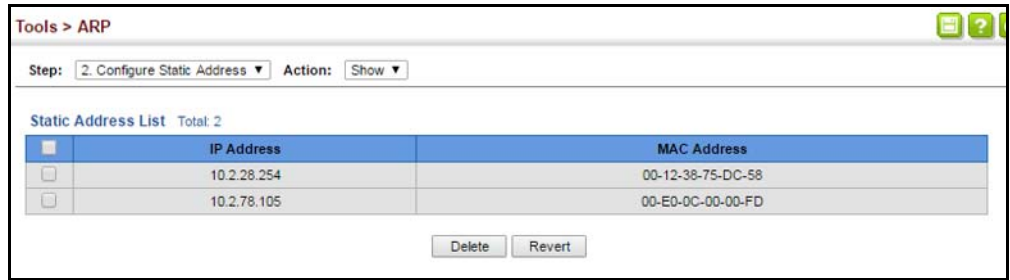 Tools > ARP
Step: 2. Configure Static Address ▼ Action: Show ▼
Static Address List Total: 2
IP Address MAC Address
10.2.28.254 00-12-38-75-DC-58
10.2.78.105 00-E0-0C-00-00-FD
Delete Revert